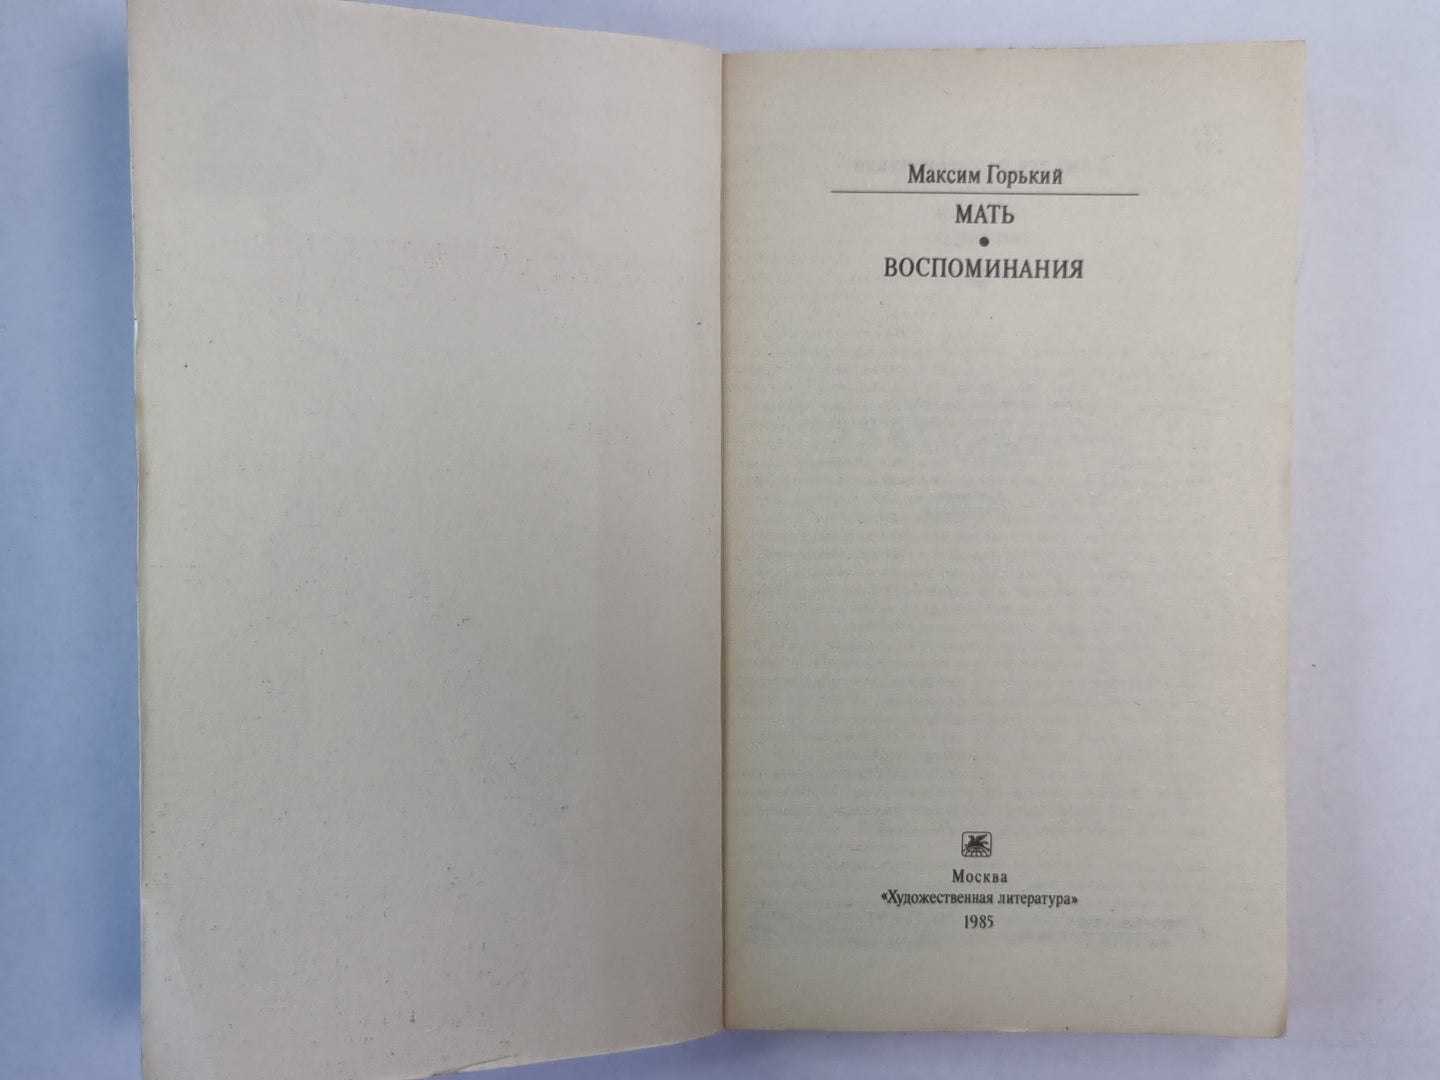 Максим Горький
МАТЬ
•
ВОСПОМИНАНИЯ
Москва
«Художественная литература»
1985